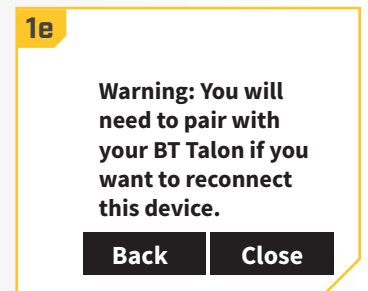 1e
Warning: You will
need to pair with
your BT Talon if you
want to reconnect
this device.
Back Close